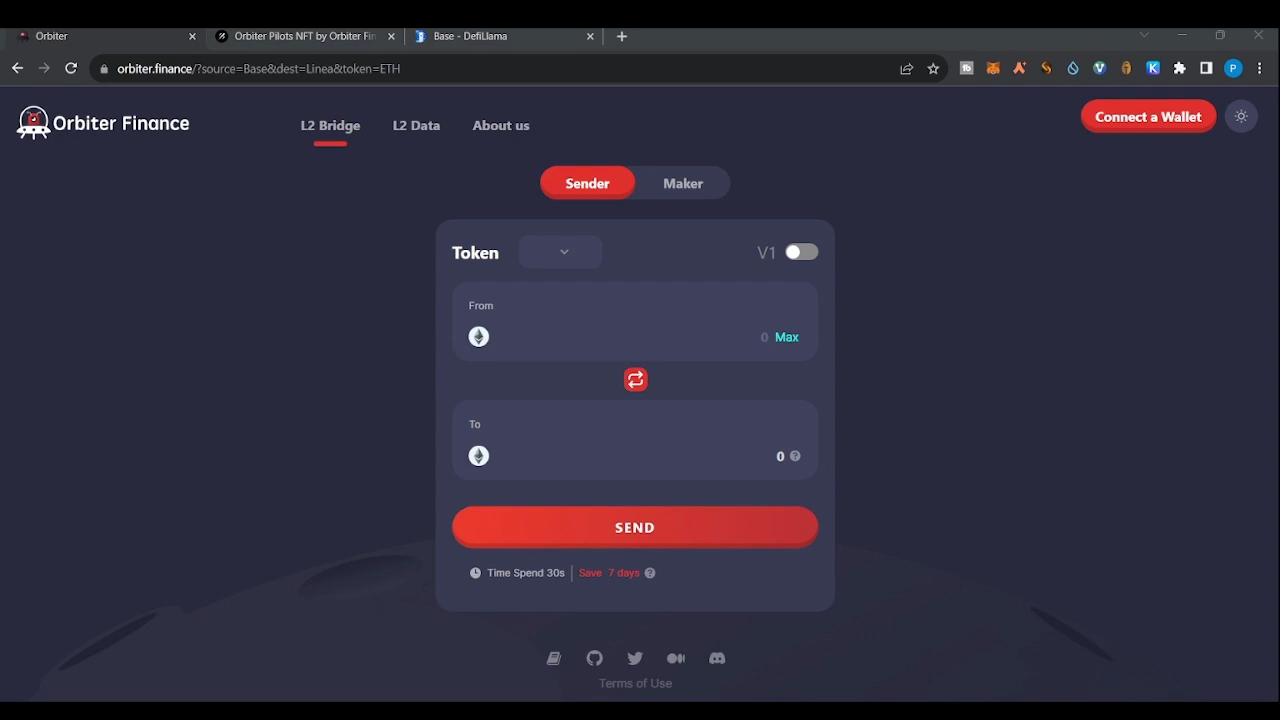 Orbiter
Orbiter Pilots NFT by Orbiter Fin
Base - DefiLlama
orbiter.finance/?source=Base&dest=Linea&token=ETH
P
Orbiter Finance
L2 Bridge
L2 Data
About us
Connect a Wallet
Sender
Maker
Token
V1
From
0 Max
To
0
SEND
Time Spend 30s
Save 7 days
Terms of Use